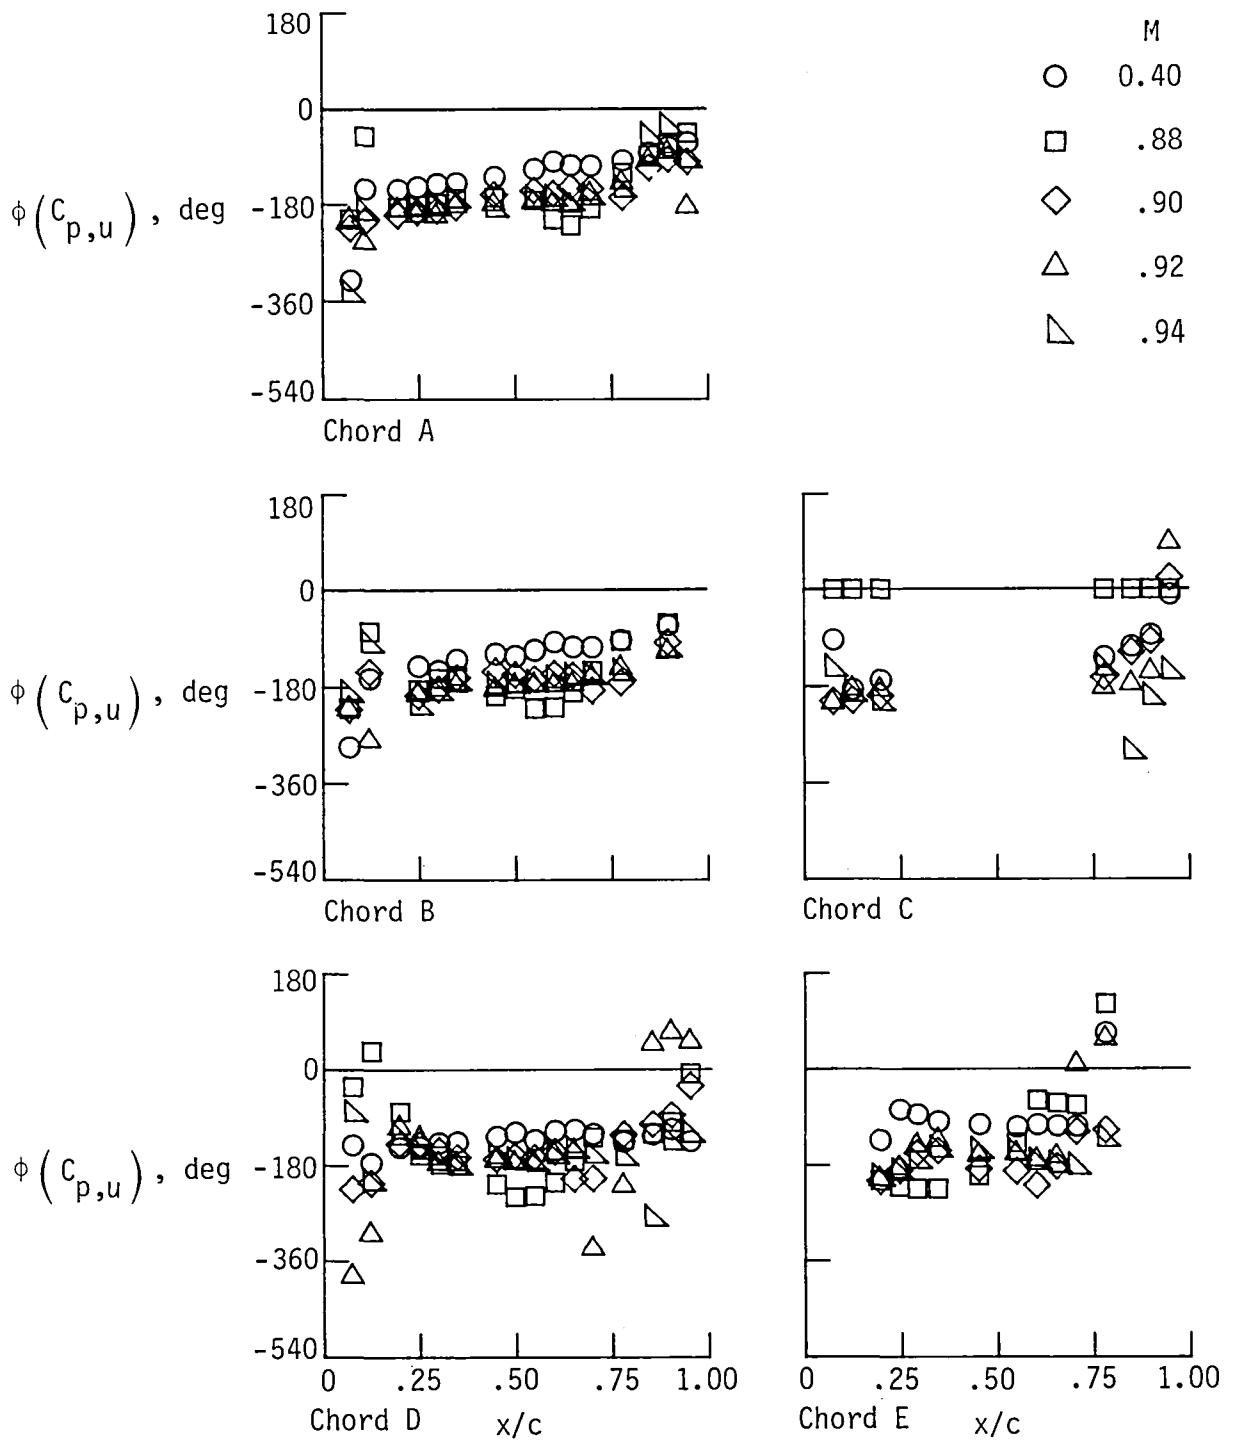 M
0.40
.88
.90
.92
.94
180
0
-180
-360
-540
ϕ(Cp,u), deg
Chord A
180
0
-180
-360
-540
ϕ(Cp,u), deg
Chord B
Chord C
180
0
-180
-360
-540
ϕ(Cp,u), deg
0 .25 .50 .75 1.00
Chord D x/c
0 .25 .50 .75 1.00
Chord E x/c